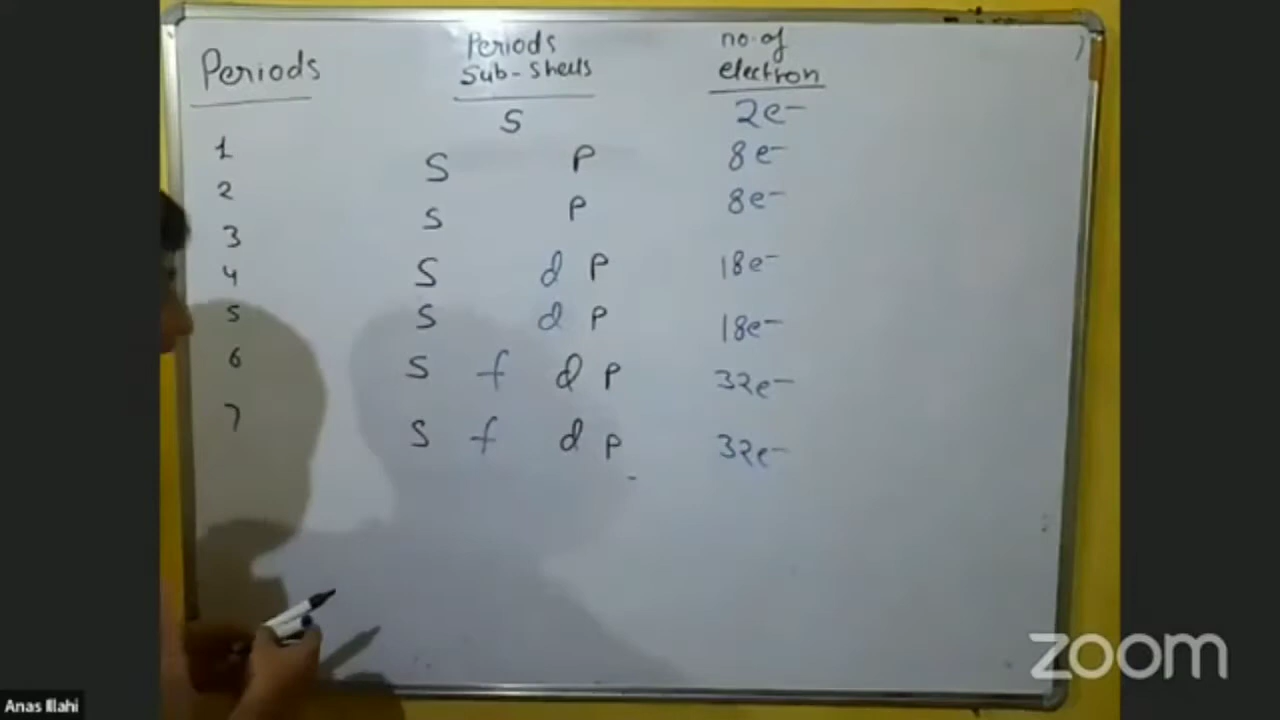 Periods
Periods
Sub-Shells
no. of
electron
S 2e-
1
S P 8e-
2
S P 8e-
3
4 S d P 18e-
5 S d P 18e-
6 S f d P 32e-
7 S f d P 32e-
zoom
Anas Illahi